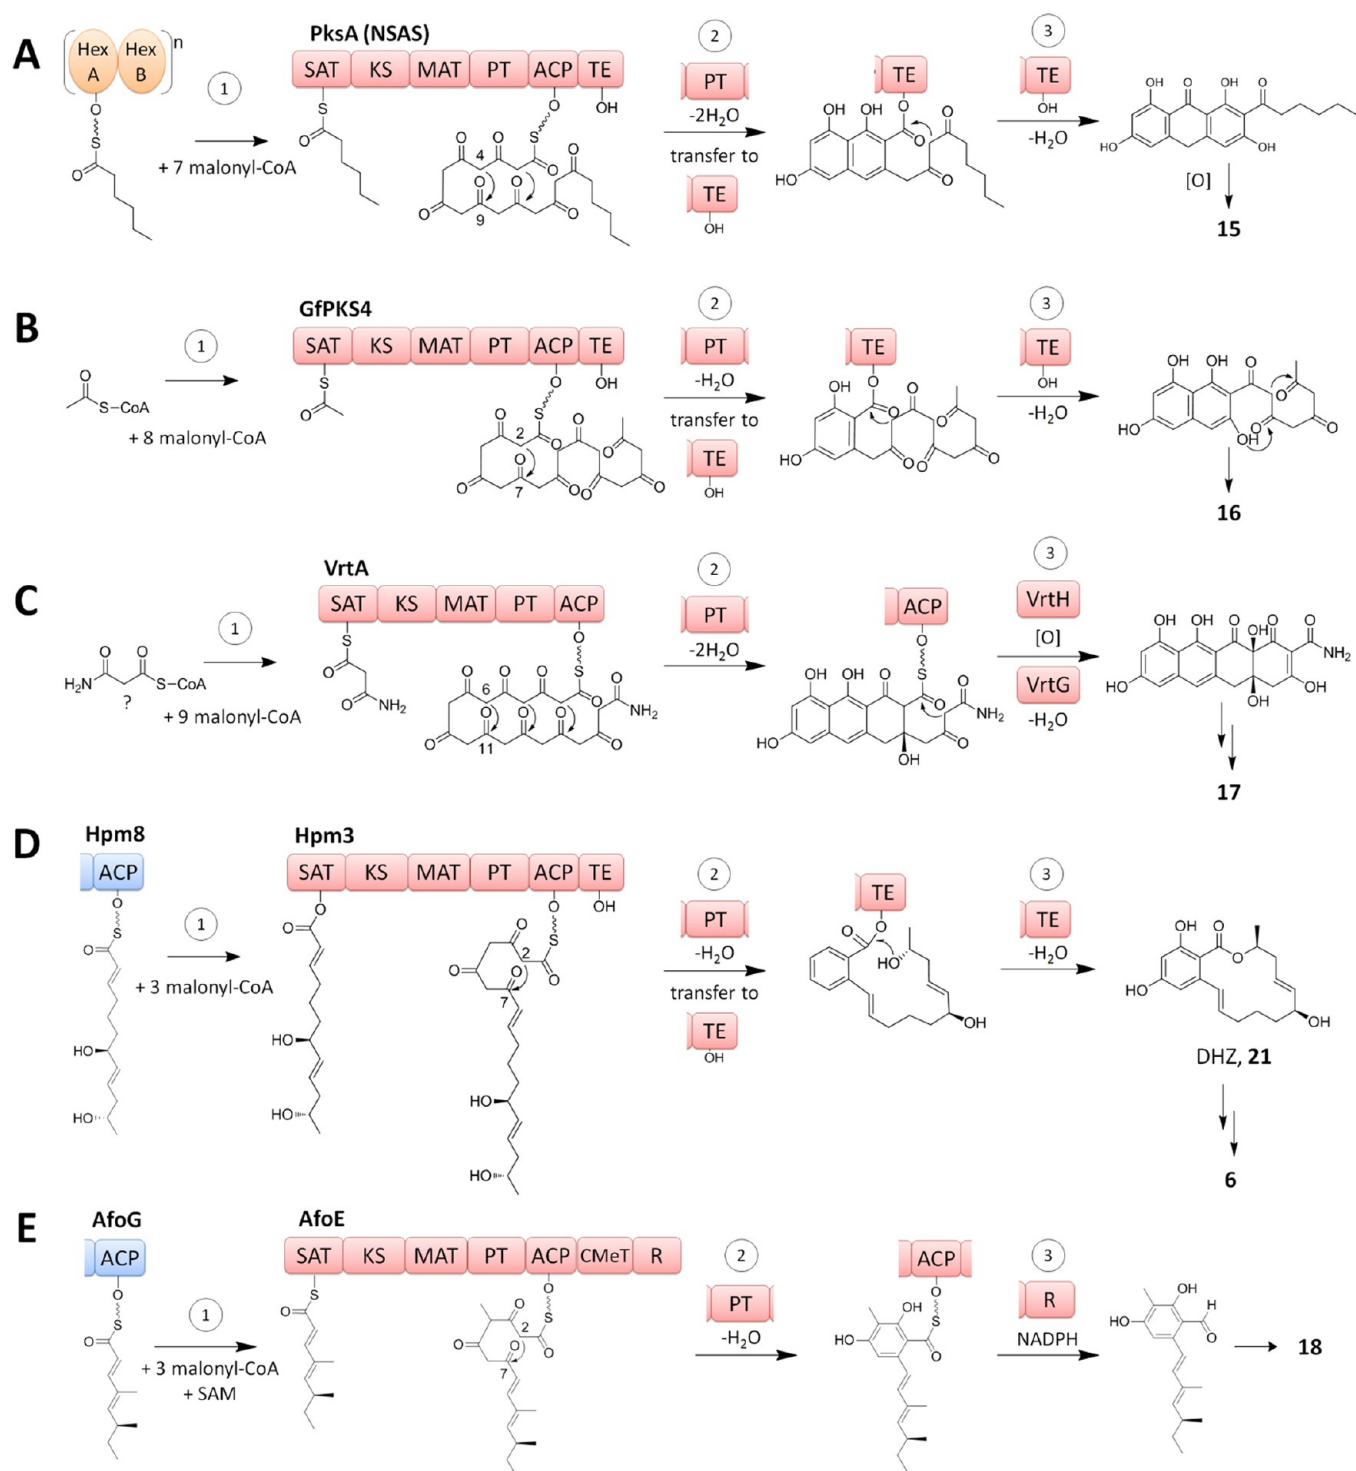 A
Hex A Hex B n
O
S
O
1
+ 7 malonyl-CoA
PksA (NSAS)
SAT KS MAT PT ACP TE
S O OH
O S
4 9
2
PT
-2H₂O
transfer to
TE
OH
TE
O
OH OH O O
HO O
3
TE
OH
-H₂O
OH O OH O
HO OH
[O]
15
B
O
S–CoA
1
+ 8 malonyl-CoA
GfPKS4
SAT KS MAT PT ACP TE
S O OH
O S
2 7
2
PT
-H₂O
transfer to
TE
OH
TE
O
OH O O O
HO O O O
3
TE
OH
-H₂O
OH OH O O
HO OH O O
16
C
O O
H₂N S–CoA
?
1
+ 9 malonyl-CoA
VrtA
SAT KS MAT PT ACP
S O
O O NH₂
S
6 11
NH₂
2
PT
-2H₂O
ACP
O
S
OH OH O O O
NH₂
HO OH O
3
VrtH
[O]
VrtG
-H₂O
OH OH O OH O O
NH₂
HO OH OH
17
D
Hpm8
ACP
O
S
O
HO
HO
1
+ 3 malonyl-CoA
Hpm3
SAT KS MAT PT ACP TE
O O OH
O S
2 7
HO
HO
2
PT
-H₂O
transfer to
TE
OH
TE
O
O
HO
OH
3
TE
-H₂O
OH O
O
HO
OH
DHZ, 21
6
E
AfoG
ACP
O
S
O
1
+ 3 malonyl-CoA
+ SAM
AfoE
SAT KS MAT PT ACP CMeT R
S O
O S
2 7
2
PT
-H₂O
ACP
O
S
OH
HO O
3
R
NADPH
OH H
HO O
18